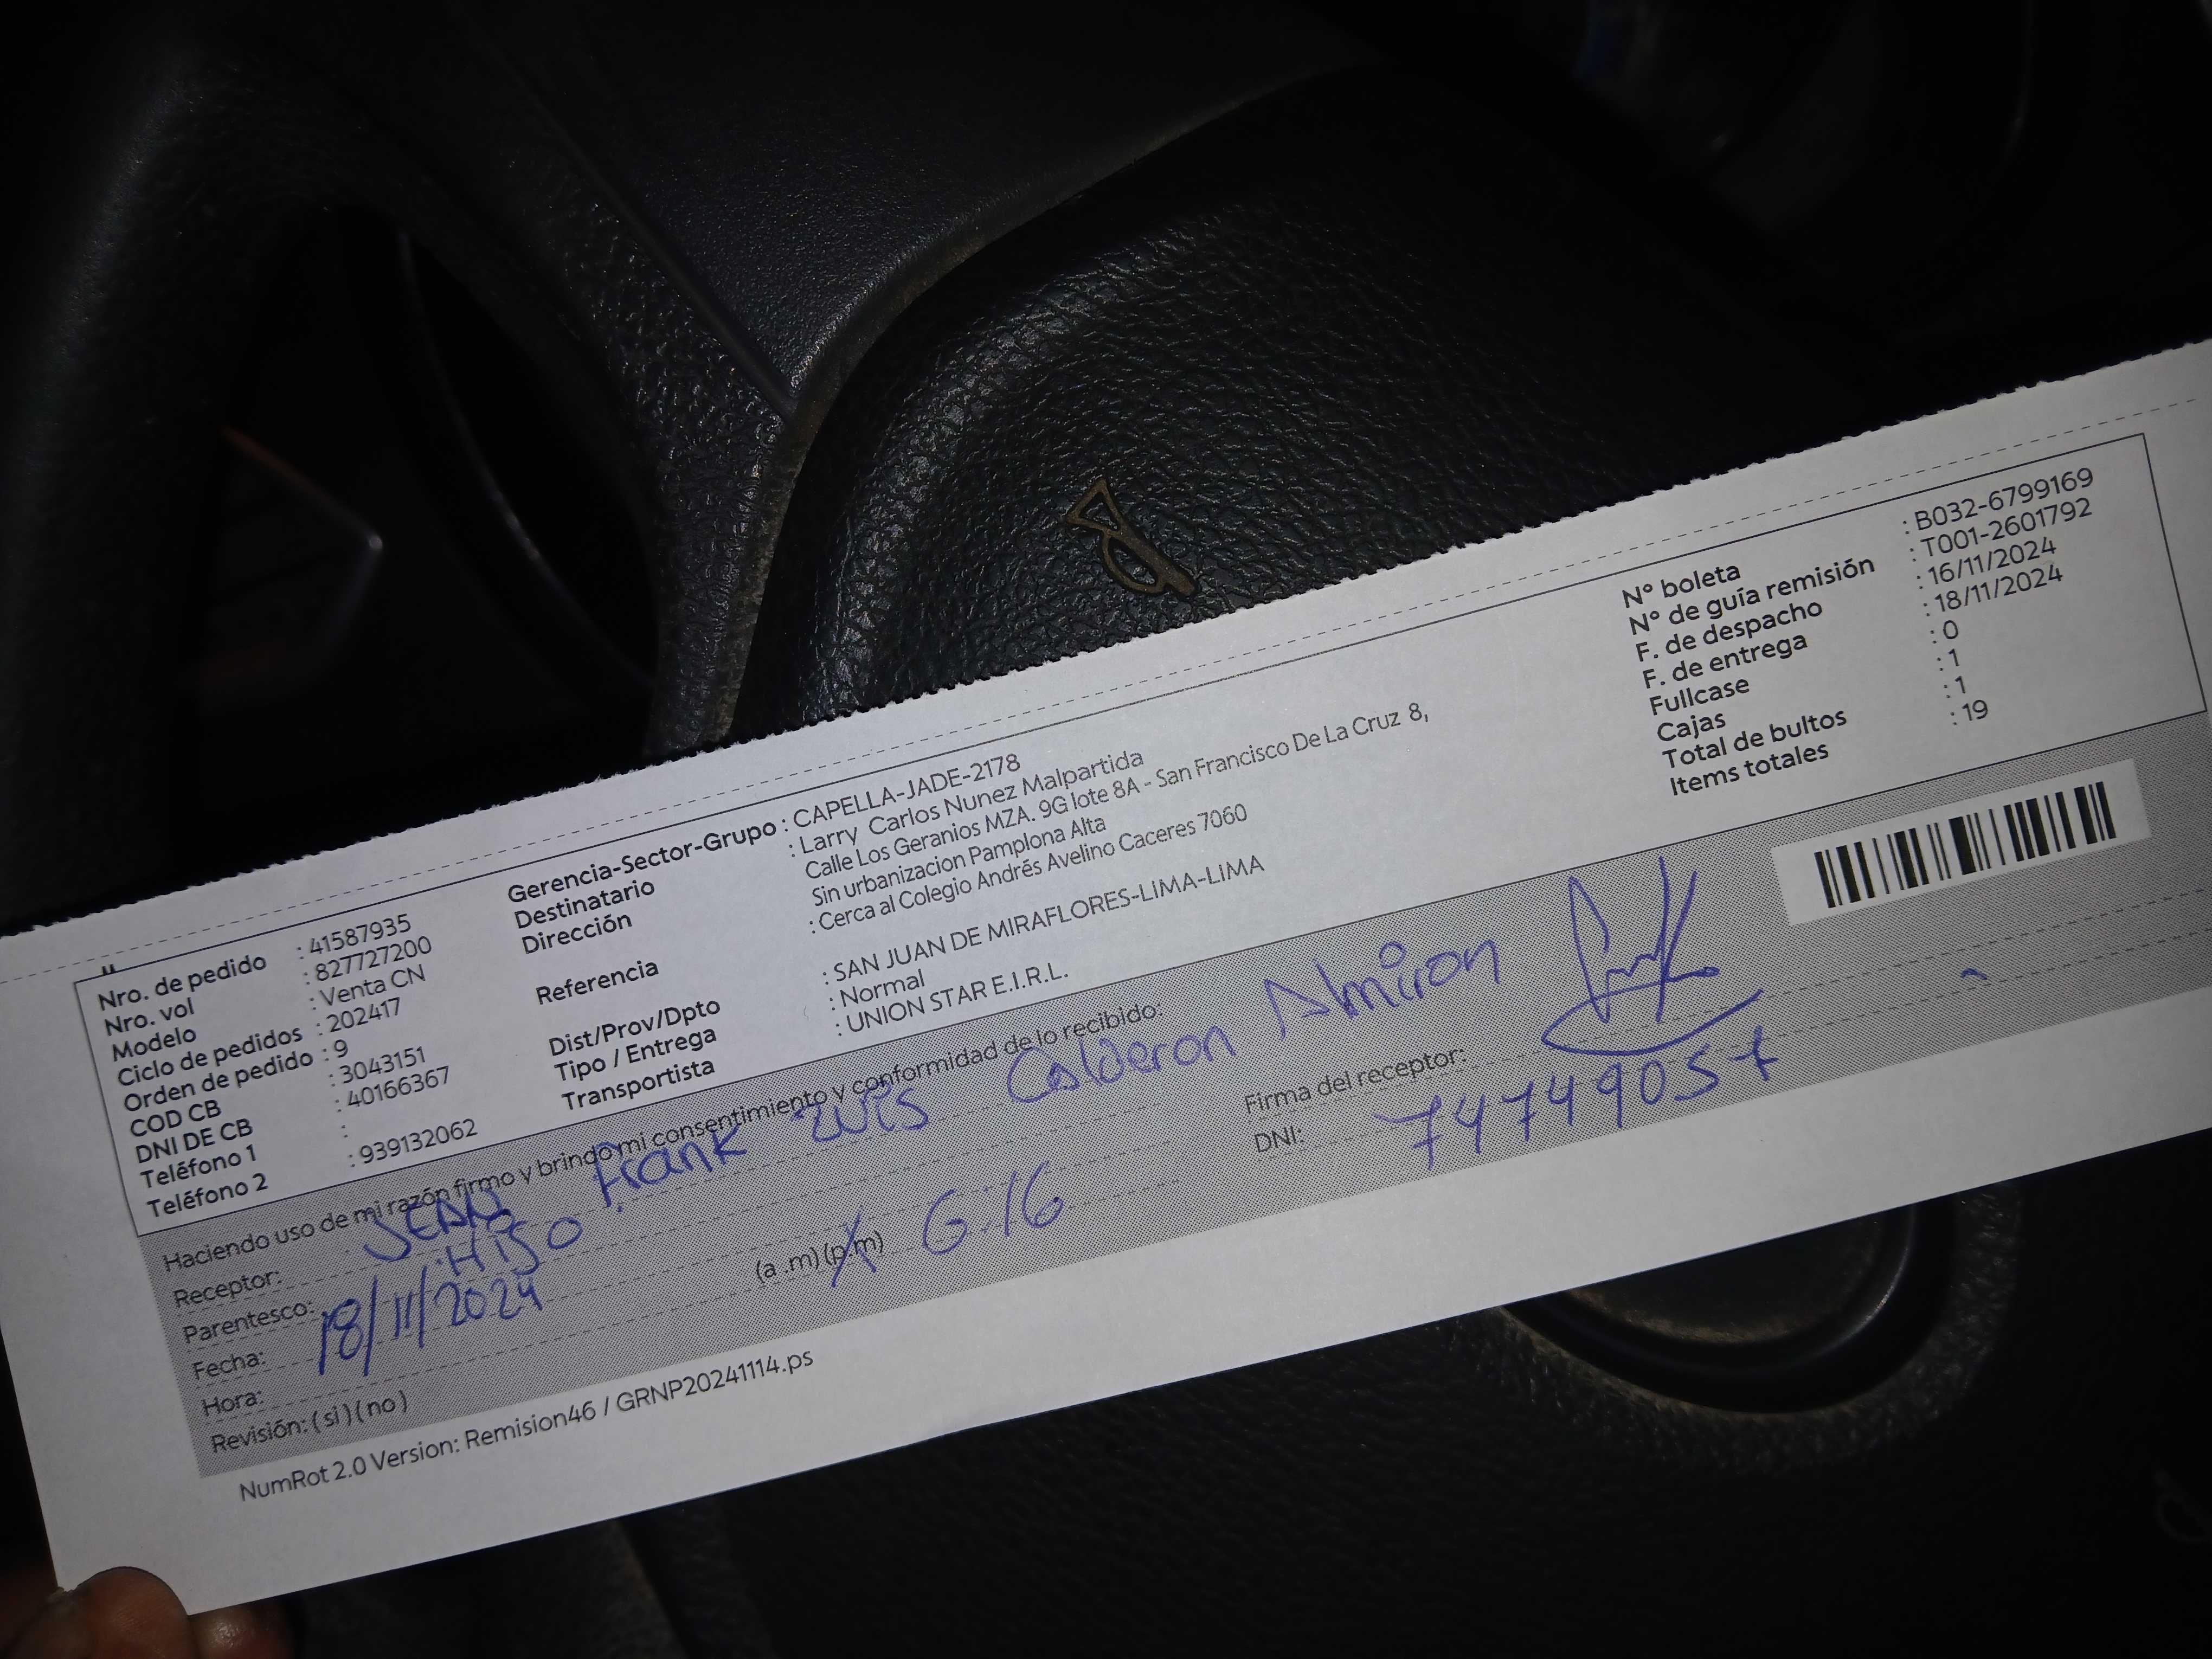 Nro. de pedido : 41587935
Nro. vol : 827727200
Modelo : Venta CN
Ciclo de pedidos : 202417
Orden de pedido : 9
COD CB : 3043151
DNI DE CB : 40166367
Teléfono 1 :
Teléfono 2 : 939132062
Gerencia-Sector-Grupo : CAPELLA-JADE-2178
Destinatario : Larry Carlos Nunez Malpartida
Dirección Calle Los Geranios MZA. 9G lote 8A - San Francisco De La Cruz 8,
Sin urbanizacion Pamplona Alta
Referencia : Cerca al Colegio Andrés Avelino Caceres 7060
Dist/Prov/Dpto : SAN JUAN DE MIRAFLORES-LIMA-LIMA
Tipo / Entrega : Normal
Transportista : UNION STAR E.I.R.L.
N° boleta : B032-6799169
N° de guía remisión : T001-2601792
F. de despacho : 16/11/2024
F. de entrega : 18/11/2024
Fullcase : 0
Cajas : 1
Total de bultos : 1
Items totales : 19
Haciendo uso de mi razón firmo y brindo mi consentimiento y conformidad de lo recibido:
Receptor: Frank Luis Calderon Almiron
Parentesco: HiJO
Fecha: 18/11/2024
Hora: (a .m) (p.m) 6:16
Revisión: ( si ) ( no )
Firma del receptor:
DNI: 74749057
NumRot 2.0 Version: Remision46 / GRNP20241114.ps